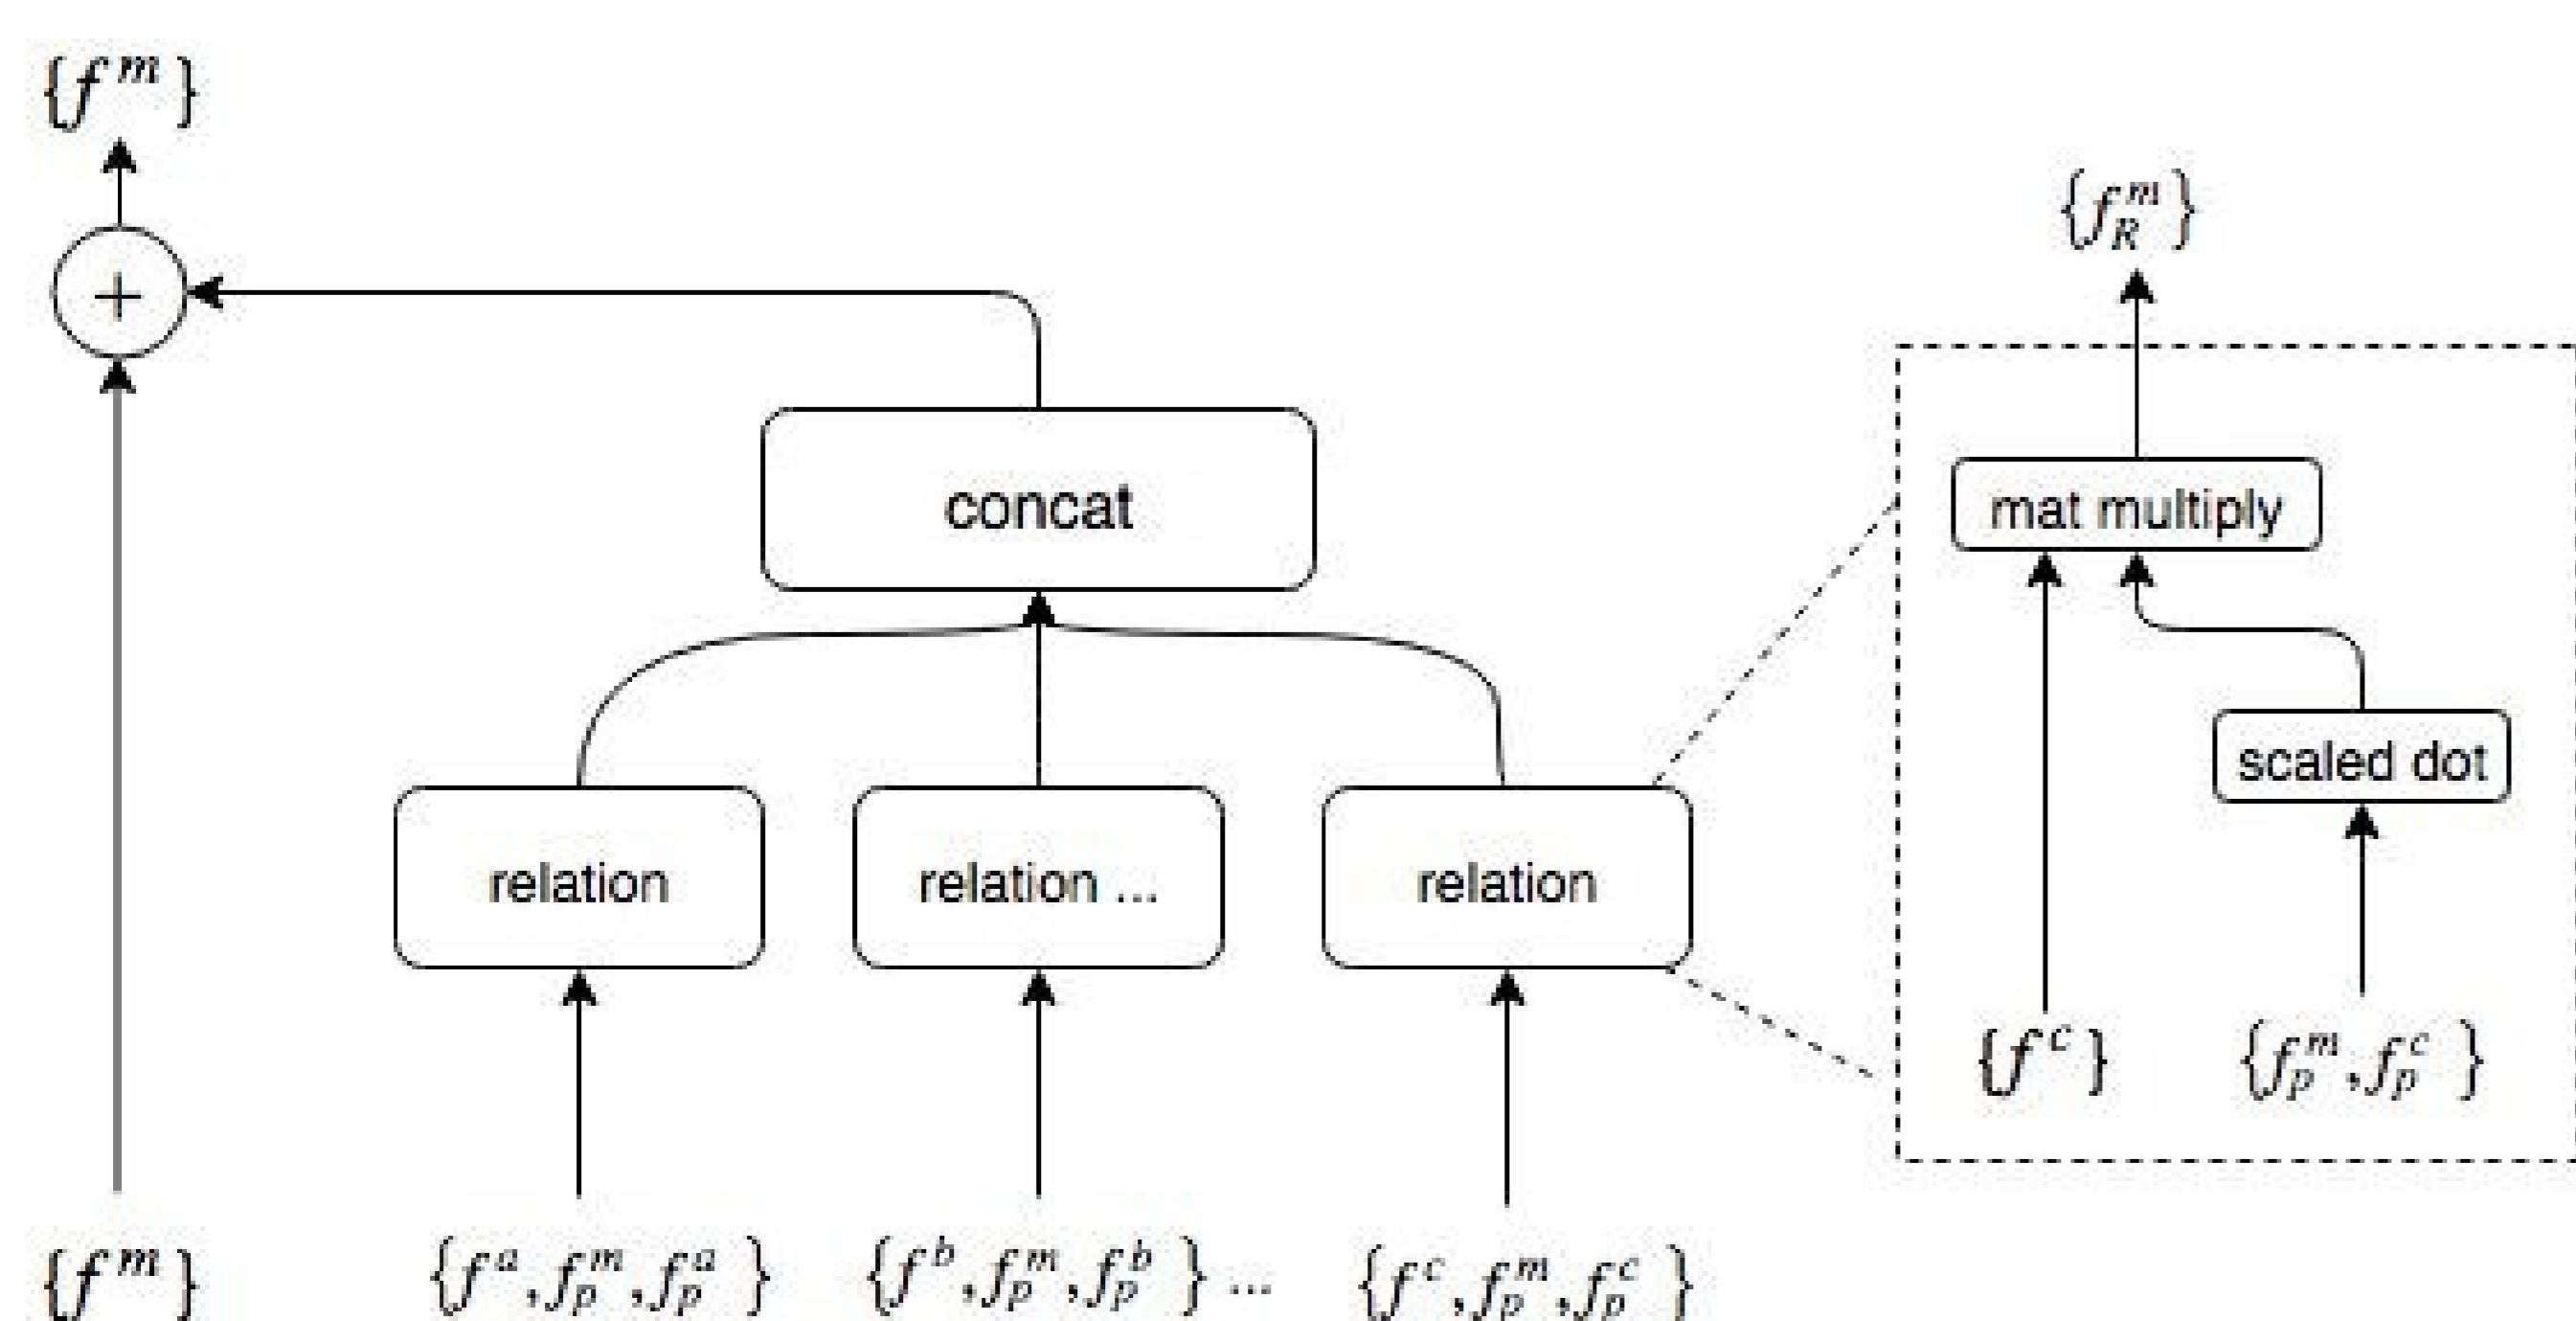 {f^m}
+
concat
relation
relation ...
relation
{f^m}
{f^a, f_p^m, f_p^a}
{f^b, f_p^m, f_p^b} ...
{f^c, f_p^m, f_p^c}
{f_R^m}
mat multiply
scaled dot
{f^c}
{f_p^m, f_p^c}